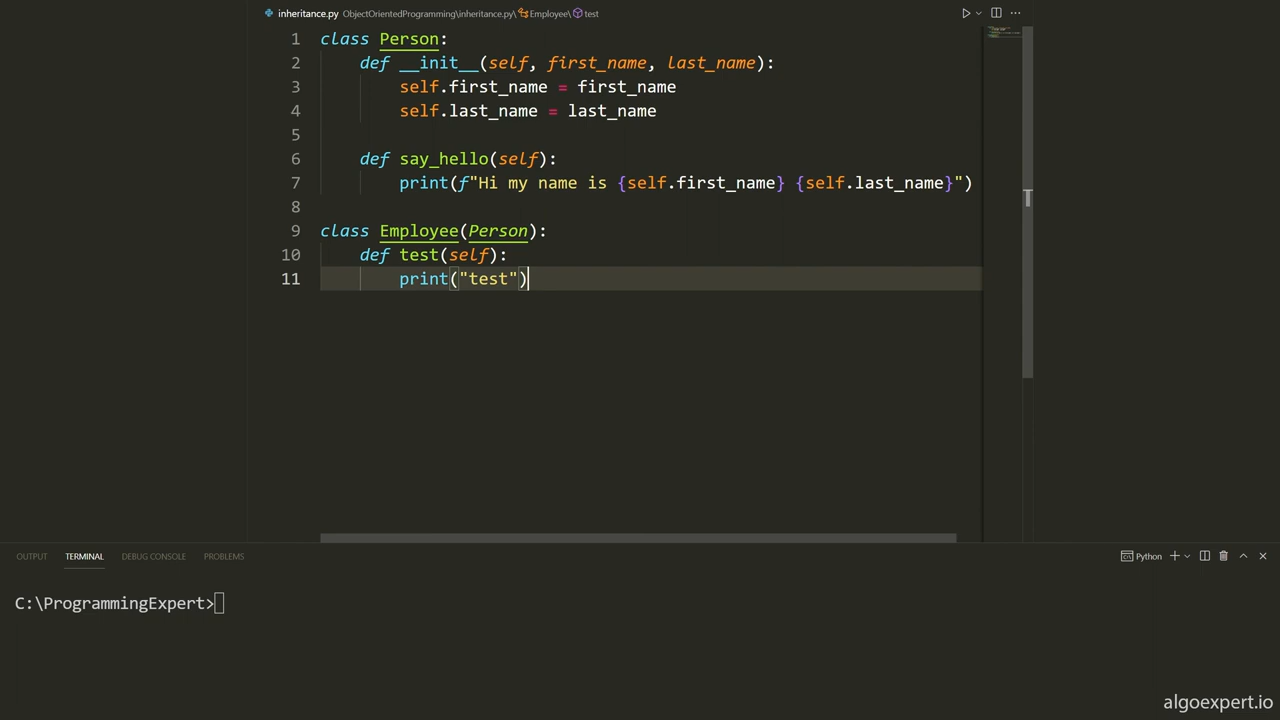 inheritance.py ObjectOrientedProgramming\inheritance.py\ Employee\ test
1 class Person:
2     def __init__(self, first_name, last_name):
3         self.first_name = first_name
4         self.last_name = last_name
5
6     def say_hello(self):
7         print(f"Hi my name is {self.first_name} {self.last_name}")
8
9 class Employee(Person):
10     def test(self):
11         print("test")
OUTPUT TERMINAL DEBUG CONSOLE PROBLEMS Python
C:\ProgrammingExpert>
algoexpert.io